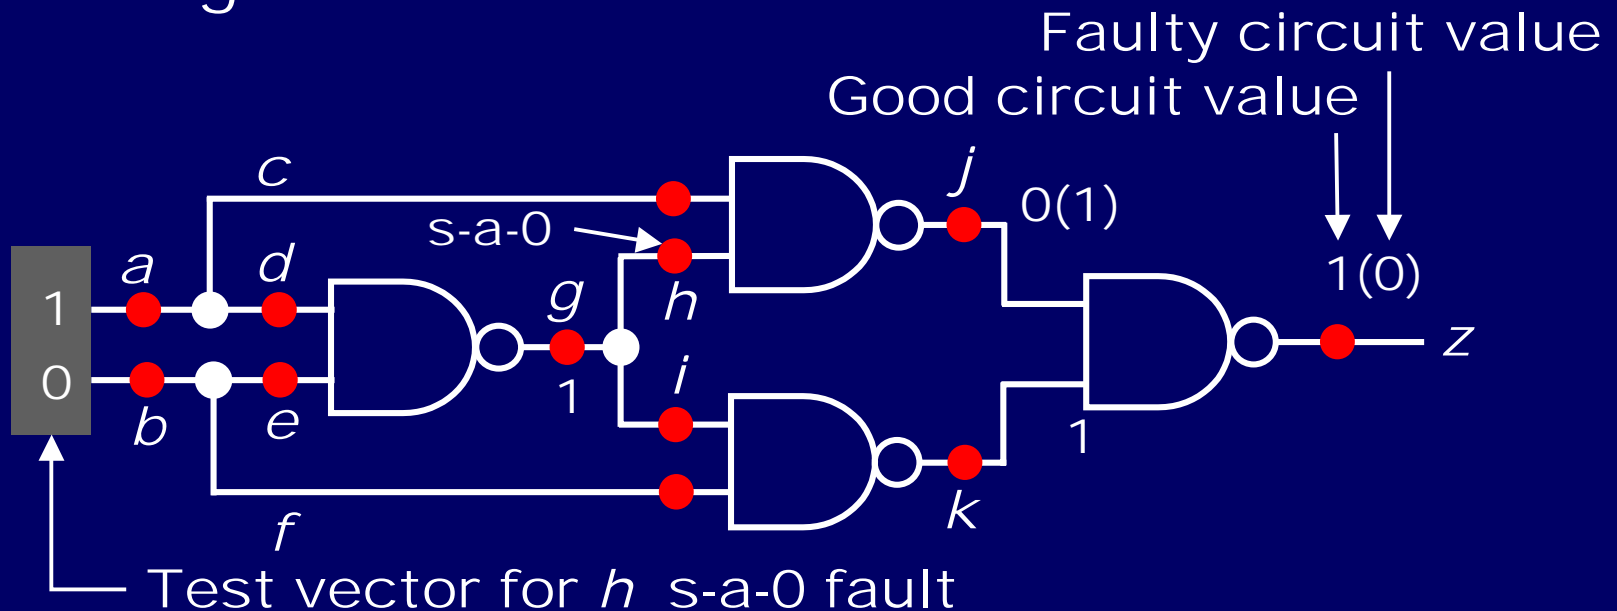 g
Faulty circuit value
Good circuit value
c
j
0(1)
s-a-0
1(0)
a
d
g
h
1
z
0
i
1
b
e
1
f
k
Test vector for h s-a-0 fault